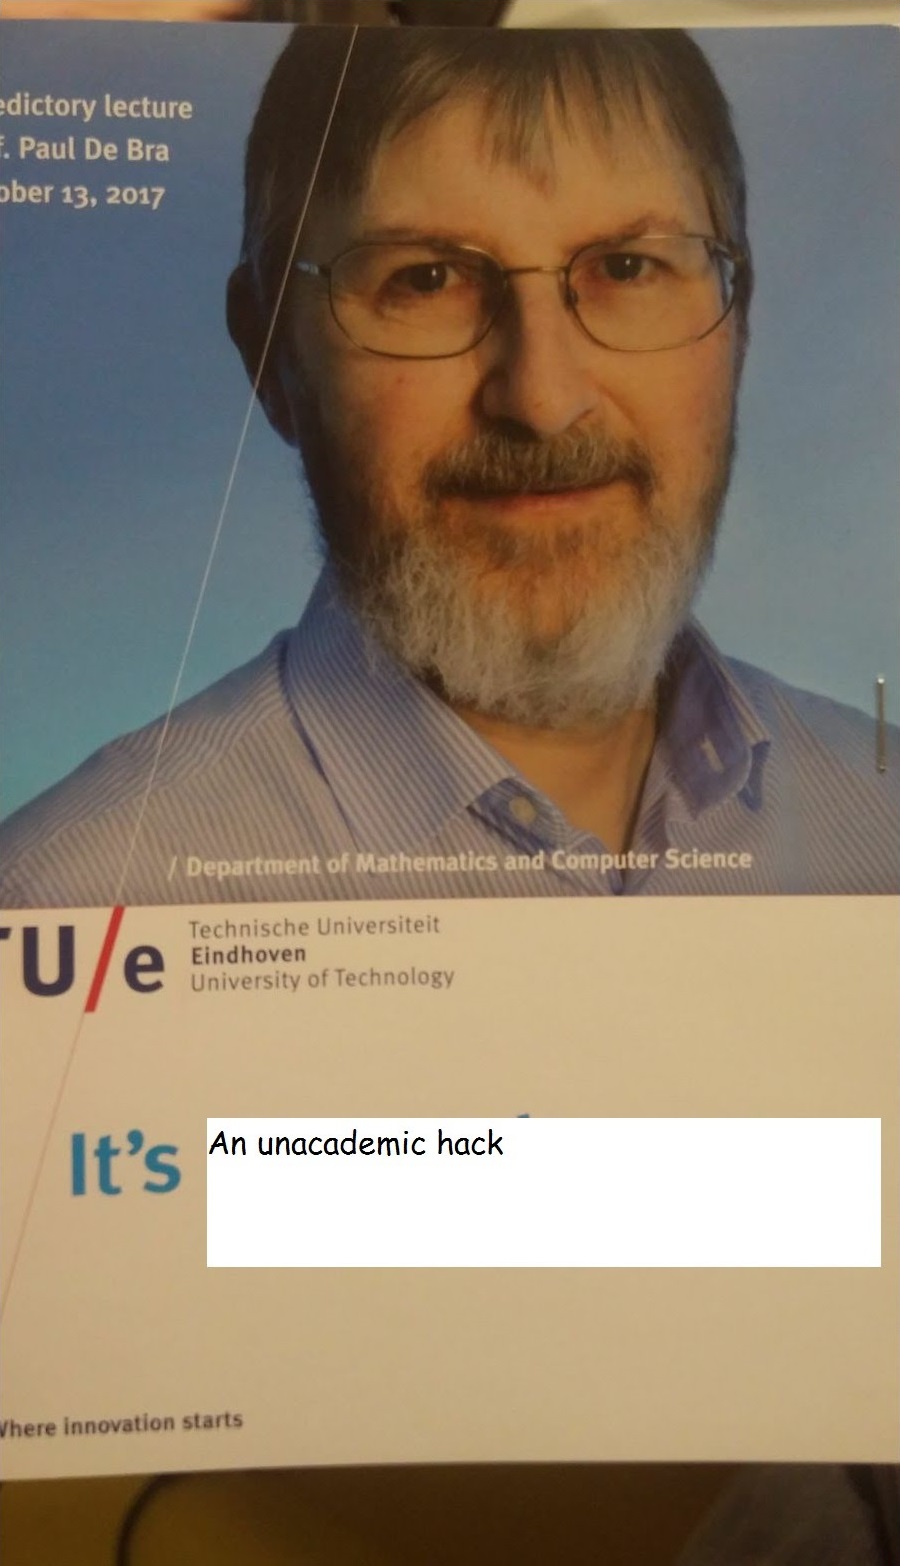 edictory lecture
f. Paul De Bra
ober 13, 2017
/ Department of Mathematics and Computer Science
TU/e
Technische Universiteit
Eindhoven
University of Technology
It's An unacademic hack
Where innovation starts